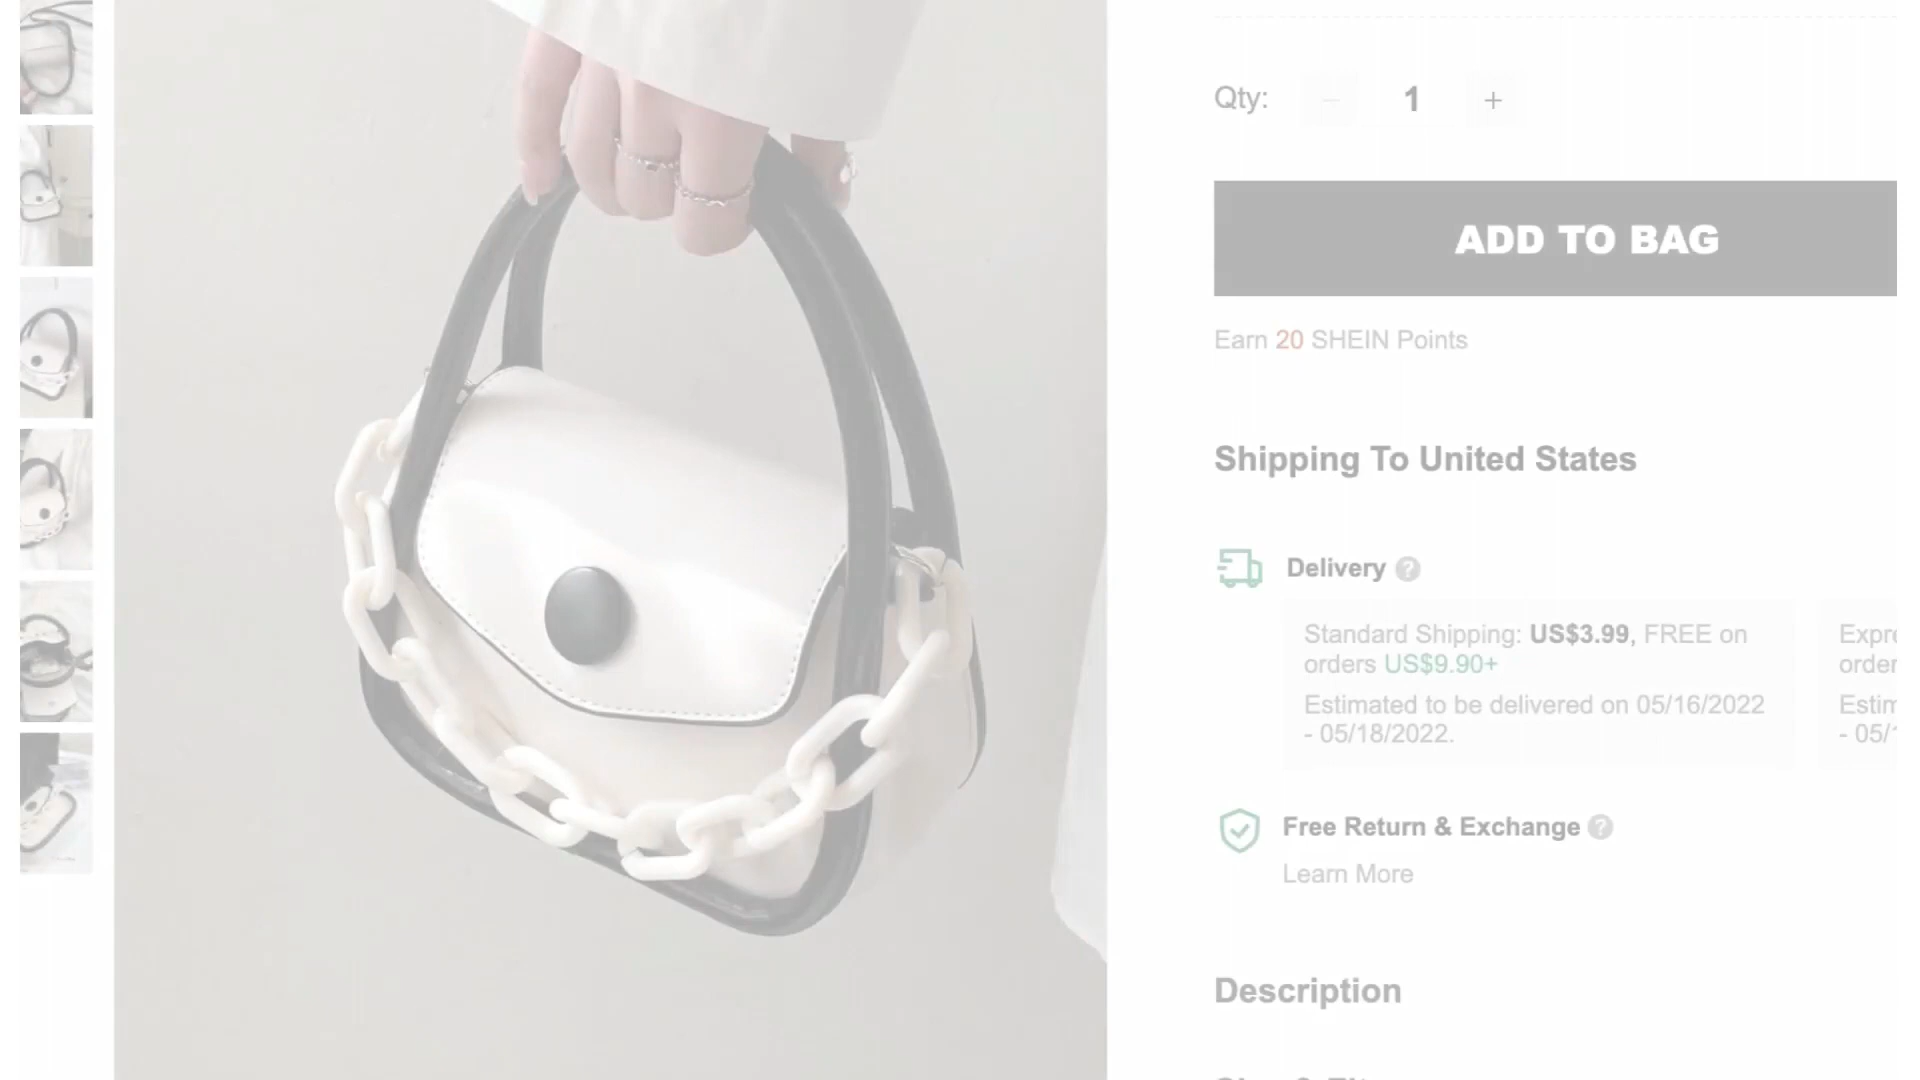 Qty:
1
ADD TO BAG
Earn 20 SHEIN Points
Shipping To United States
Delivery ?
Standard Shipping: US$3.99, FREE on
orders US$9.90+
Estimated to be delivered on 05/16/2022
- 05/18/2022.
Free Return & Exchange ?
Learn More
Description